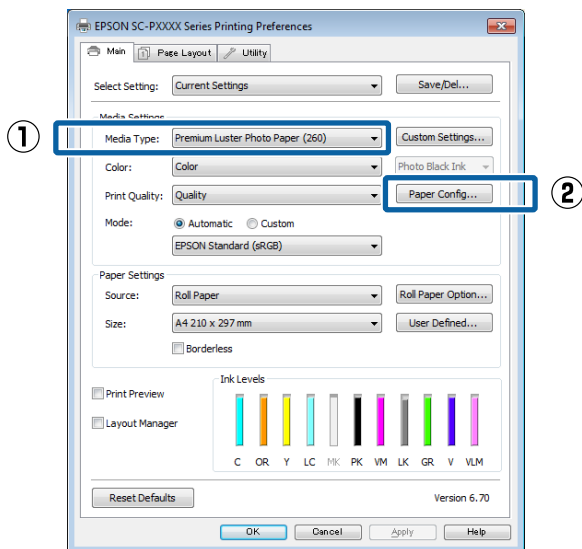 EPSON SC-PXXXX Series Printing Preferences
Main Page Layout Utility
Select Setting: Current Settings Save/Del...
Media Settings
① Media Type: Premium Luster Photo Paper (260) Custom Settings...
Color: Color Photo Black Ink
Print Quality: Quality Paper Config... ②
Mode: Automatic Custom
EPSON Standard (sRGB)
Paper Settings
Source: Roll Paper Roll Paper Option...
Size: A4 210 x 297 mm User Defined...
Borderless
Ink Levels
Print Preview
Layout Manager
C OR Y LC MK PK VM LK GR V VLM
Reset Defaults Version 6.70
OK Cancel Apply Help